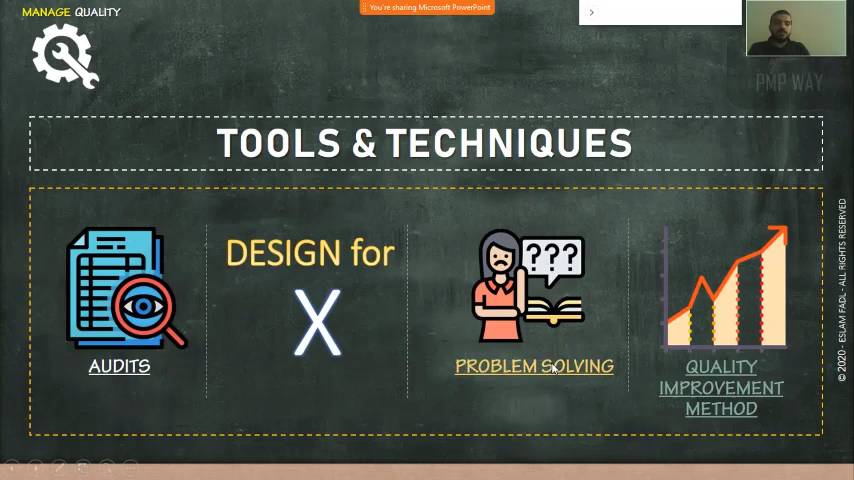 MANAGE QUALITY
You're sharing Microsoft PowerPoint
PMP WAY
TOOLS & TECHNIQUES
DESIGN for
X
???
AUDITS
PROBLEM SOLVING
QUALITY
IMPROVEMENT
METHOD
© 2020 - ESLAM FADL - ALL RIGHTS RESERVED